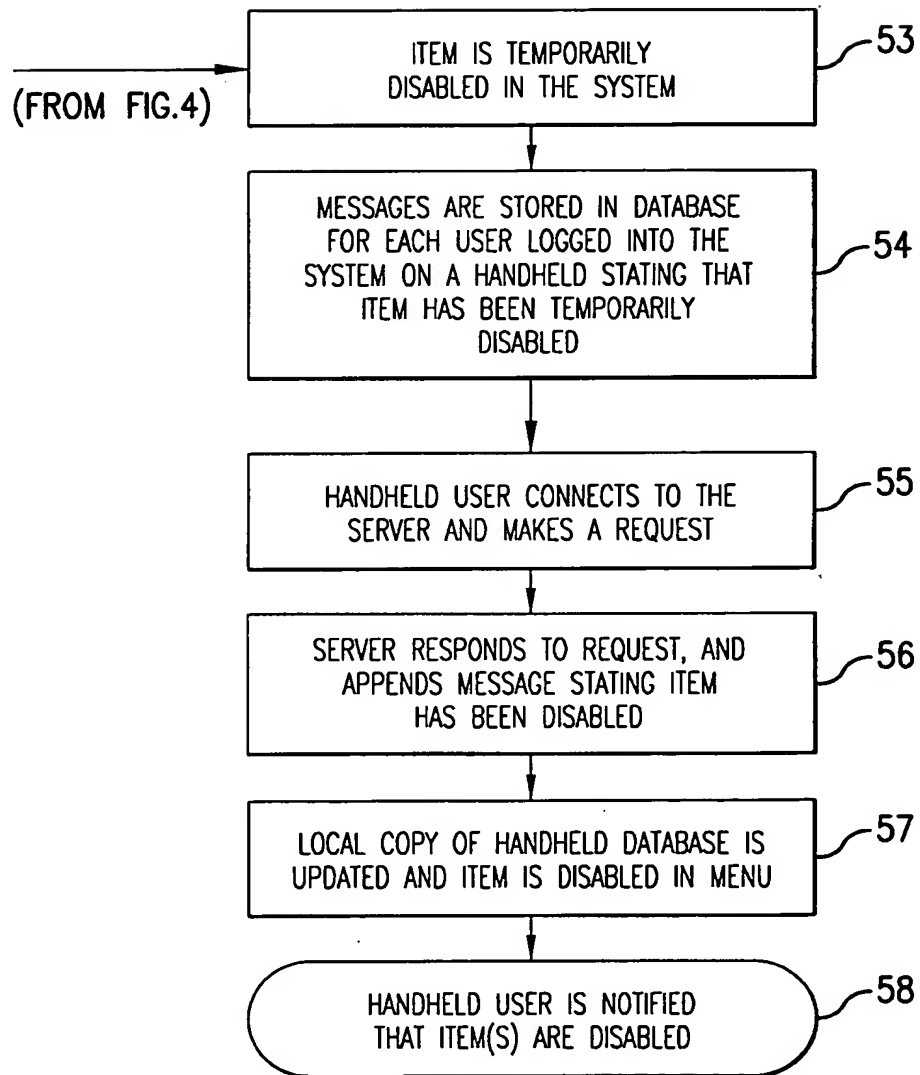 ITEM IS TEMPORARILY
DISABLED IN THE SYSTEM
53
(FROM FIG.4)
MESSAGES ARE STORED IN DATABASE
FOR EACH USER LOGGED INTO THE
SYSTEM ON A HANDHELD STATING THAT
ITEM HAS BEEN TEMPORARILY
DISABLED
54
HANDHELD USER CONNECTS TO THE
SERVER AND MAKES A REQUEST
55
SERVER RESPONDS TO REQUEST, AND
APPENDS MESSAGE STATING ITEM
HAS BEEN DISABLED
56
LOCAL COPY OF HANDHELD DATABASE IS
UPDATED AND ITEM IS DISABLED IN MENU
57
HANDHELD USER IS NOTIFIED
THAT ITEM(S) ARE DISABLED
58